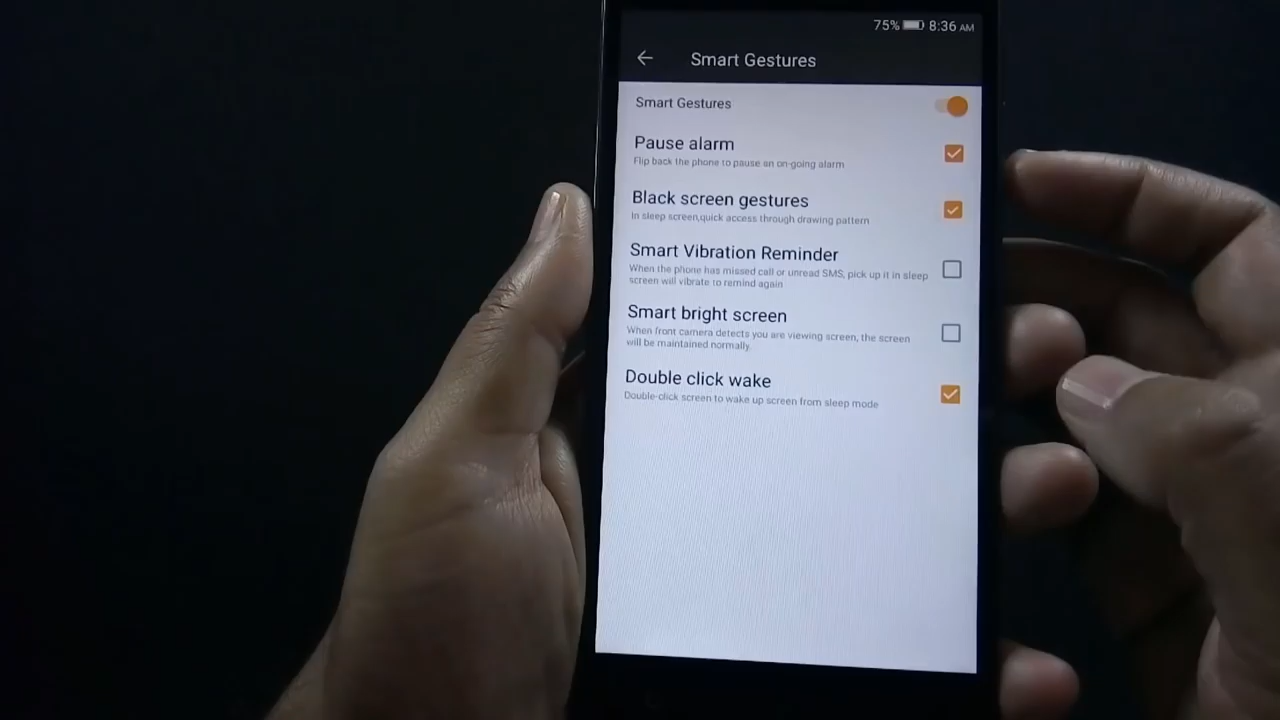 75% 8:36 AM
Smart Gestures
Smart Gestures
Pause alarm
Flip back the phone to pause an on-going alarm
Black screen gestures
In sleep screen,quick access through drawing pattern
Smart Vibration Reminder
When the phone has missed call or unread SMS, pick up it in sleep
screen will vibrate to remind again
Smart bright screen
When front camera detects you are viewing screen, the screen
will be maintained normally.
Double click wake
Double-click screen to wake up screen from sleep mode